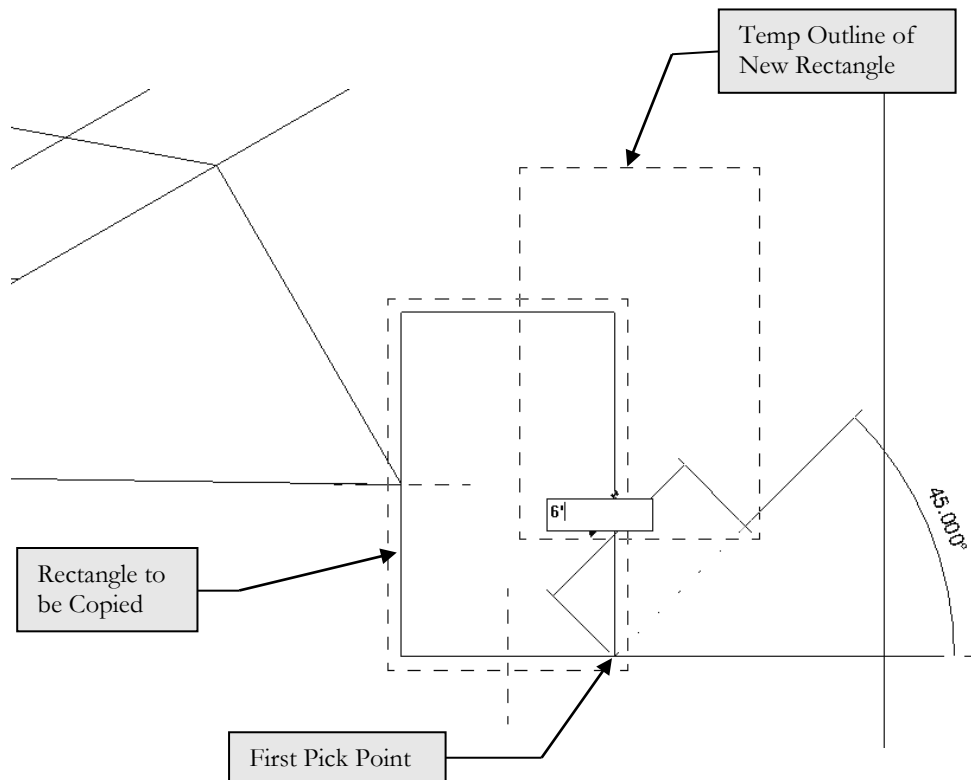 Temp Outline of
New Rectangle
6'
45.000°
Rectangle to
be Copied
First Pick Point